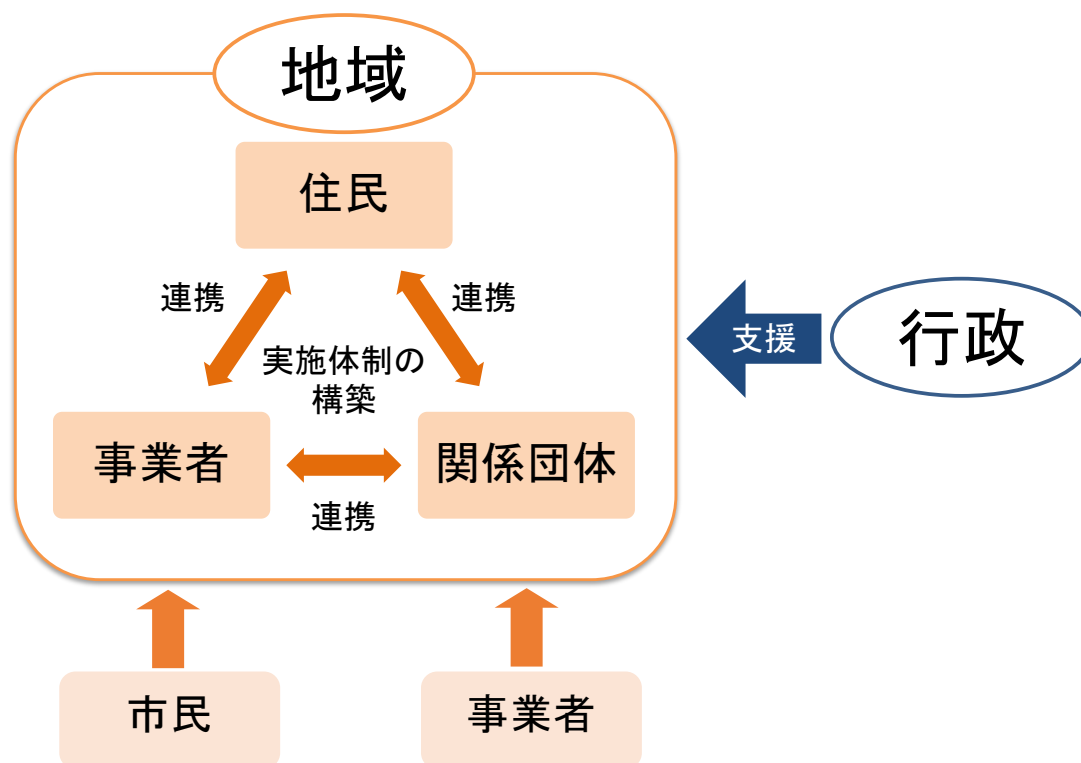 地域
住民
連携
連携
実施体制の
構築
支援
行政
事業者
関係団体
連携
市民
事業者